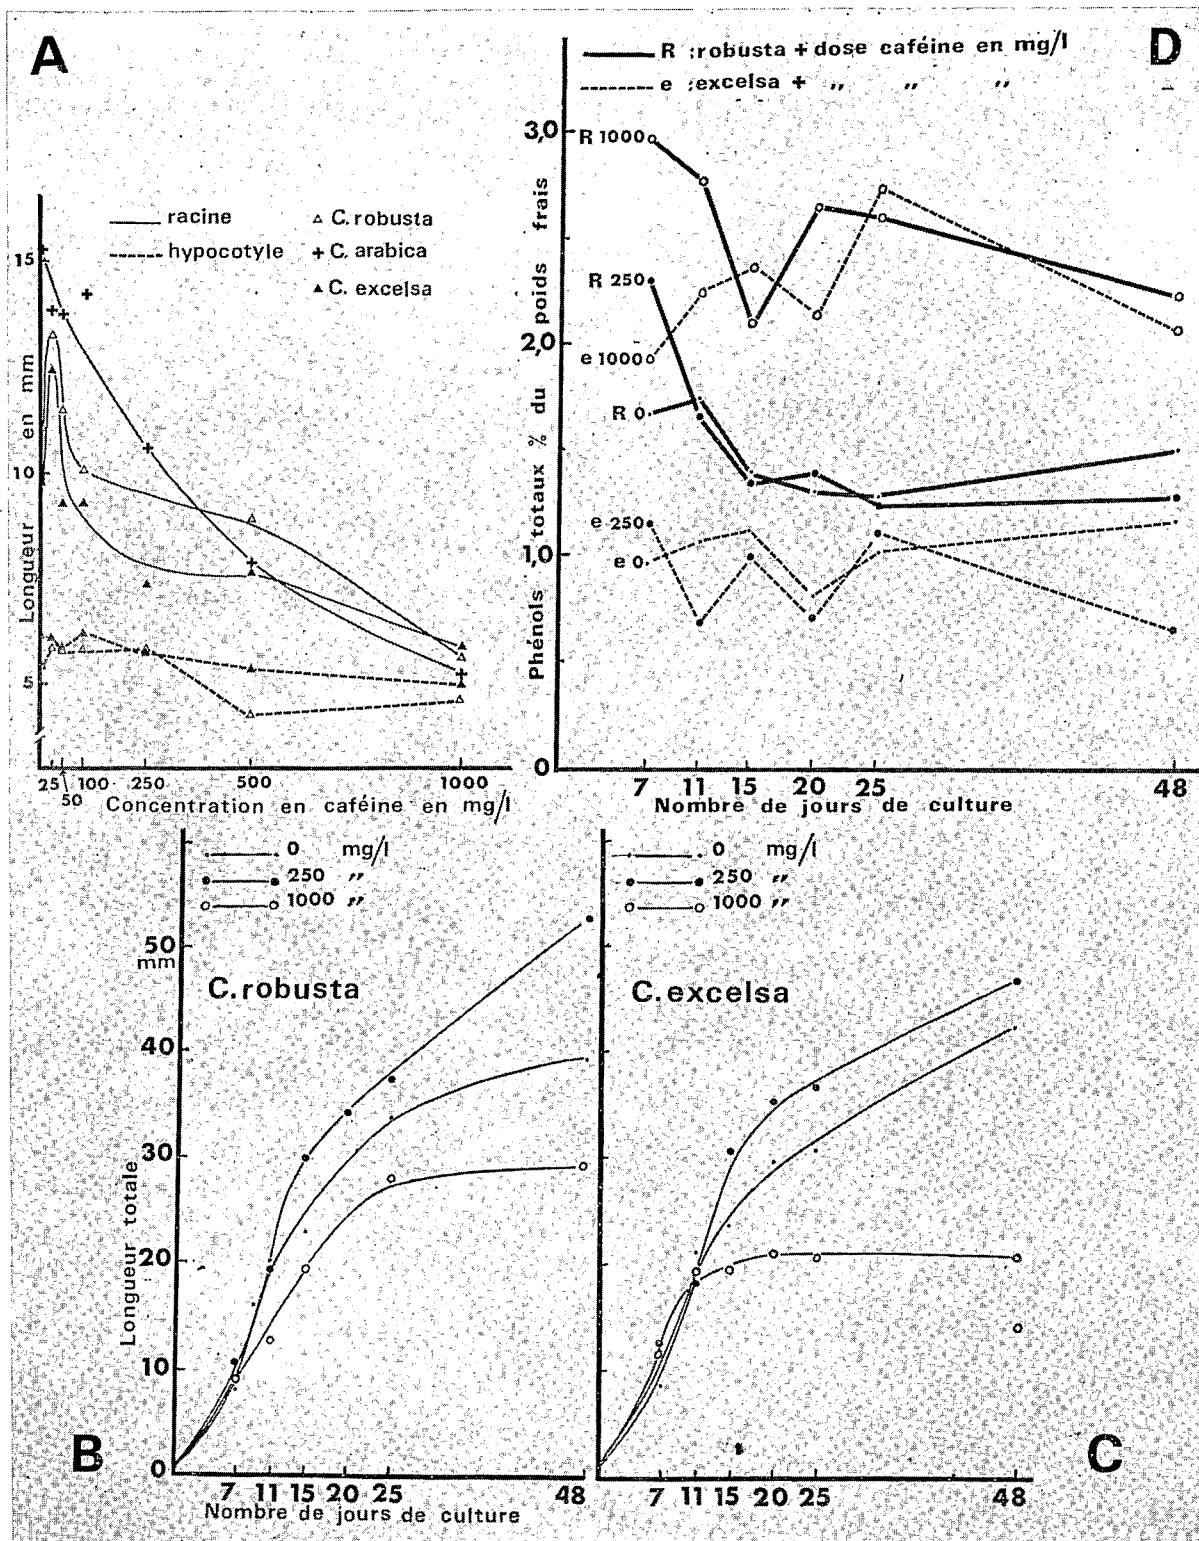 A
racine
hypocotyle
C. robusta
C. arabica
C. excelsa
Longueur en mm
15
10
5
25 50 100 250 500 1000
Concentration en caféine en mg/l
D
R : robusta + dose caféine en mg/l
e : excelsa + ,, ,, ,,
Phénols totaux % du poids frais
3,0
2,0
1,0
0
R 1000
R 250
e 1000
R 0
e 250
e 0
7 11 15 20 25 48
Nombre de jours de culture
B
0 mg/l
250 ,,
1000 ,,
C. robusta
Longueur totale
50
mm
40
30
20
10
0
7 11 15 20 25 48
Nombre de jours de culture
C
0 mg/l
250 ,,
1000 ,,
C. excelsa
7 11 15 20 25 48